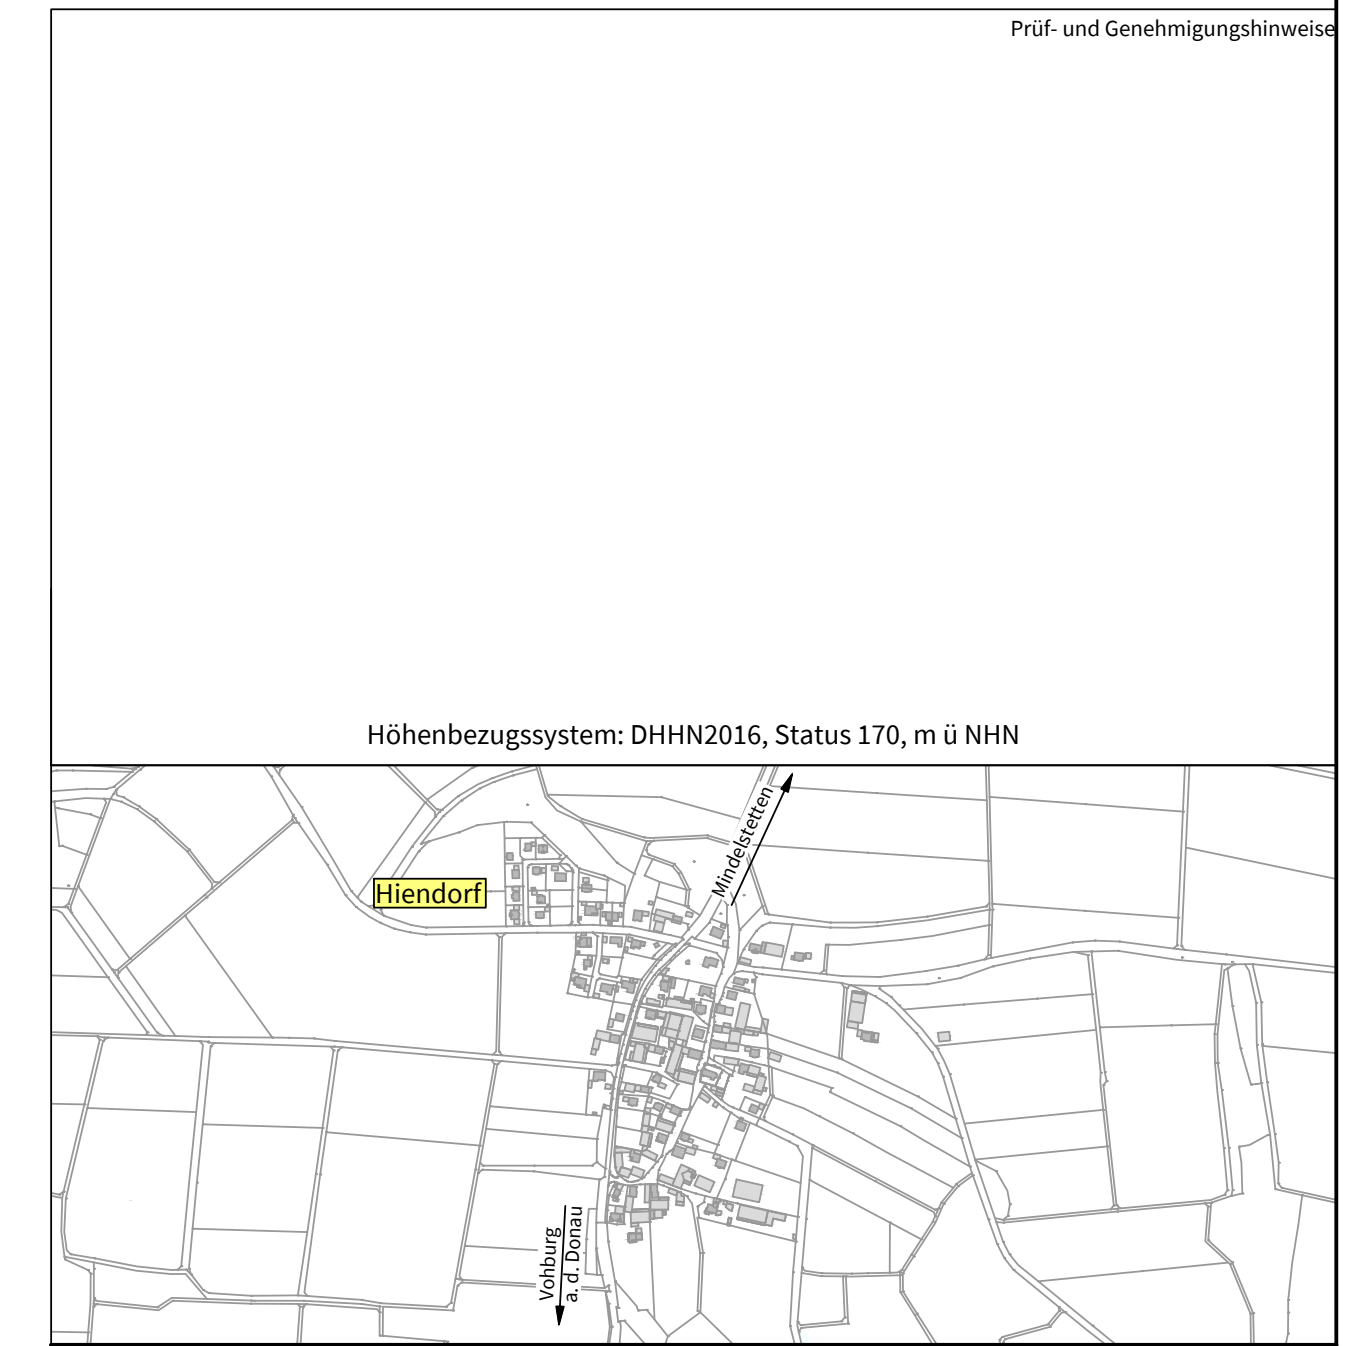 Prüf- und Genehmigungshinweise
Höhenbezugssystem: DHHN2016, Status 170, m ü NHN
Mindelstetten
Hiendorf
Vohburg
a. d. Donau